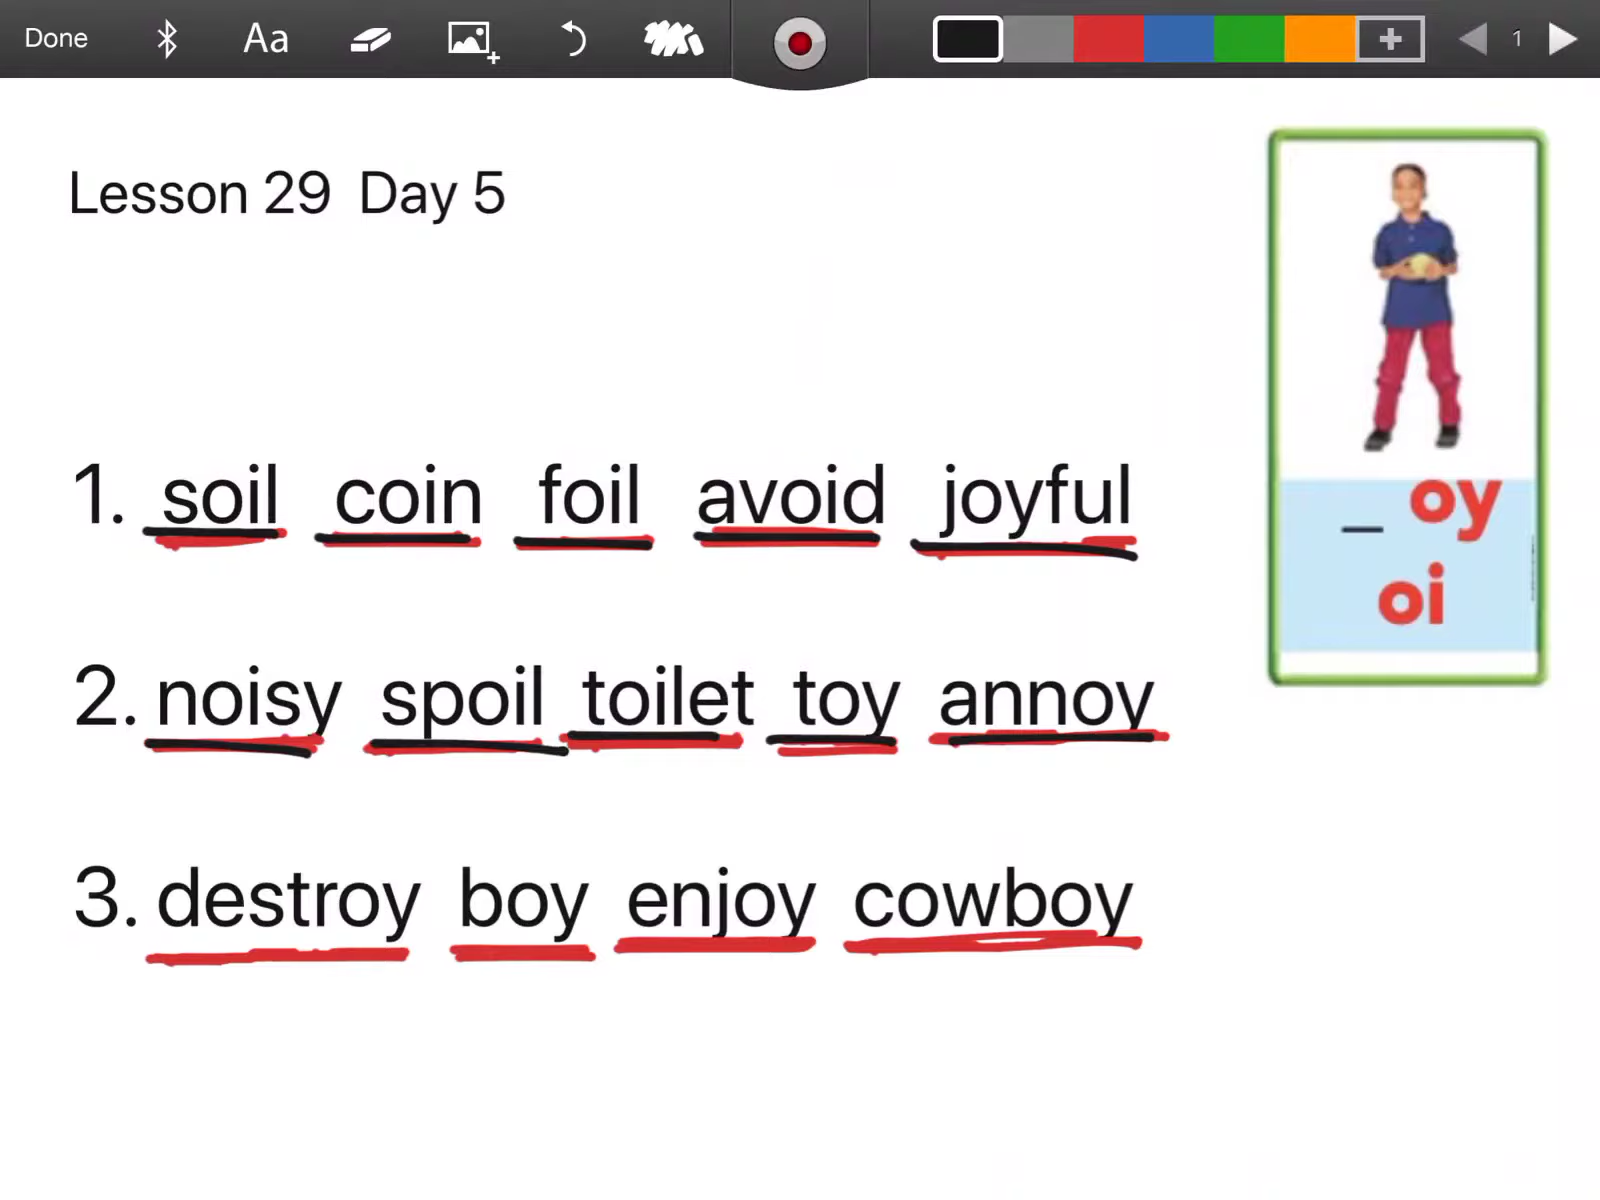 Done Aa 1
Lesson 29 Day 5
1. soil coin foil avoid joyful
_ oy
oi
2. noisy spoil toilet toy annoy
3. destroy boy enjoy cowboy